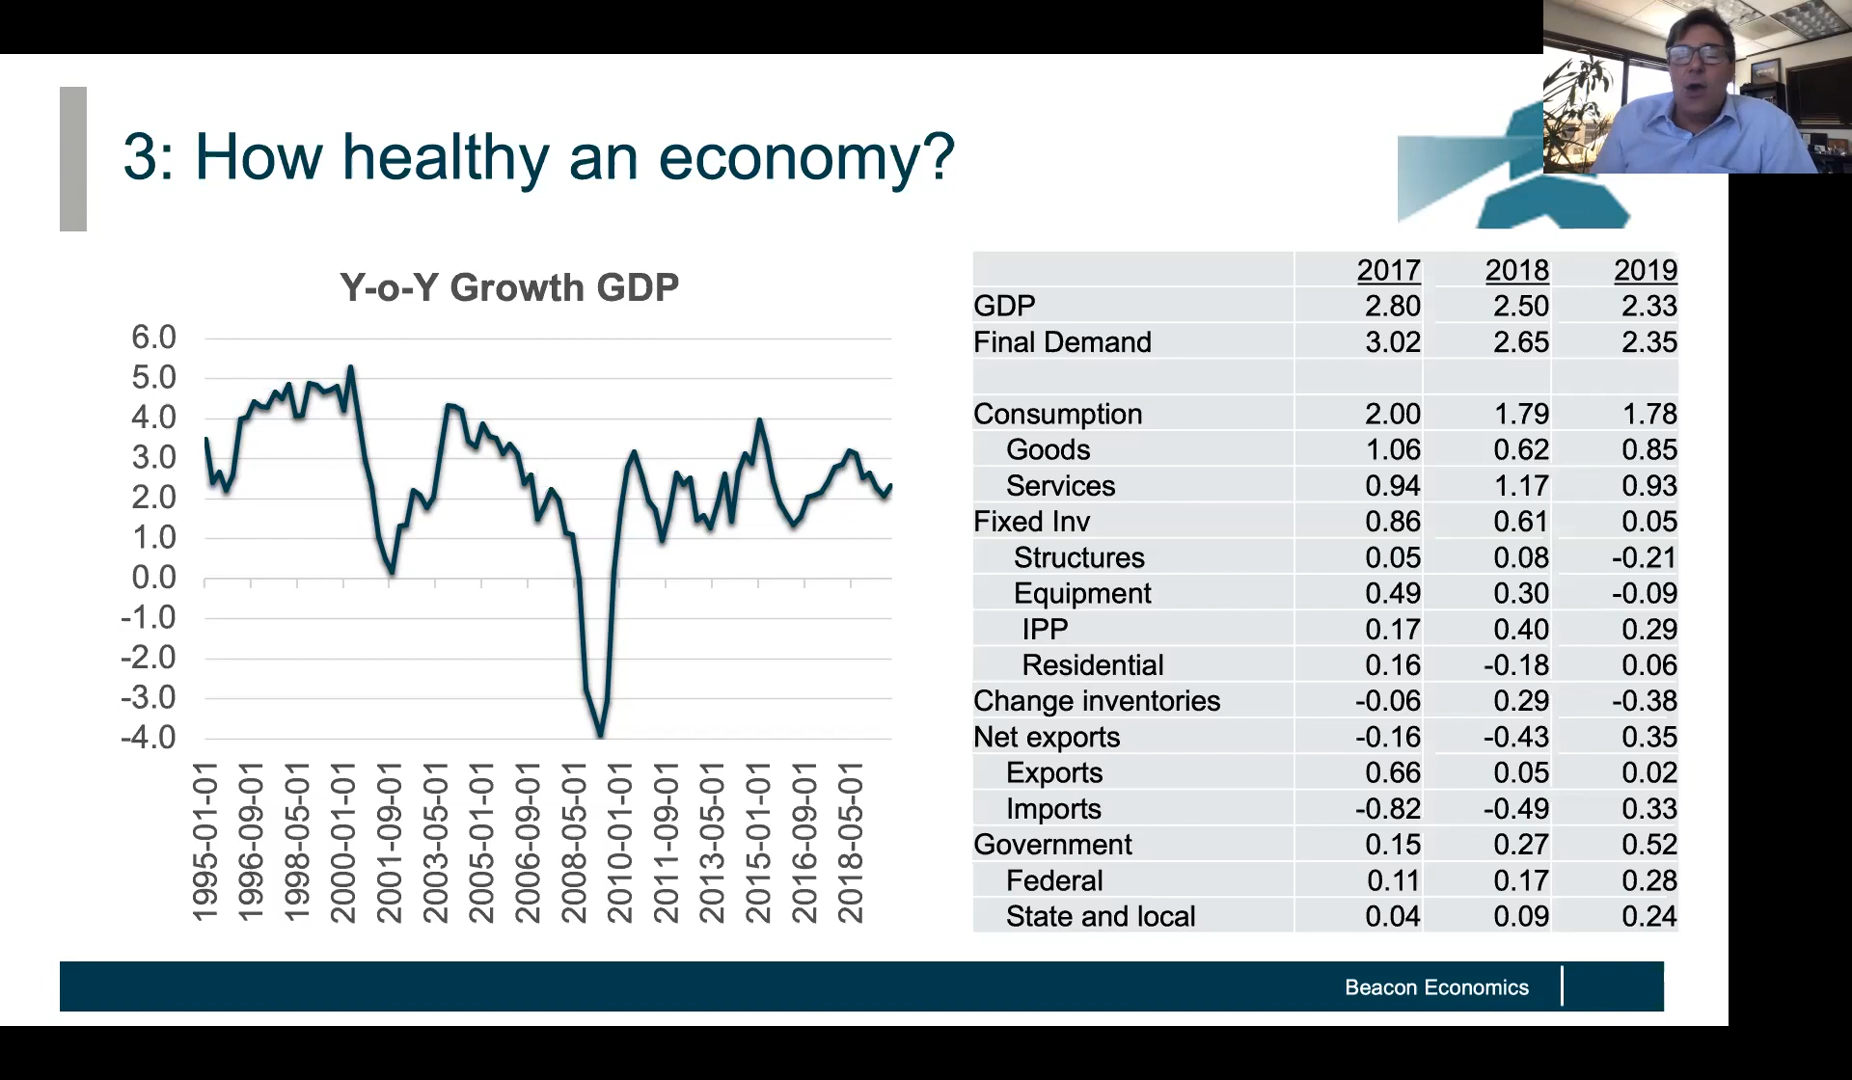 3: How healthy an economy?
Y-o-Y Growth GDP
6.0
5.0
4.0
3.0
2.0
1.0
0.0
-1.0
-2.0
-3.0
-4.0
1995-01-01
1996-09-01
1998-05-01
2000-01-01
2001-09-01
2003-05-01
2005-01-01
2006-09-01
2008-05-01
2010-01-01
2011-09-01
2013-05-01
2015-01-01
2016-09-01
2018-05-01
2017 2018 2019
GDP 2.80 2.50 2.33
Final Demand 3.02 2.65 2.35
Consumption 2.00 1.79 1.78
Goods 1.06 0.62 0.85
Services 0.94 1.17 0.93
Fixed Inv 0.86 0.61 0.05
Structures 0.05 0.08 -0.21
Equipment 0.49 0.30 -0.09
IPP 0.17 0.40 0.29
Residential 0.16 -0.18 0.06
Change inventories -0.06 0.29 -0.38
Net exports -0.16 -0.43 0.35
Exports 0.66 0.05 0.02
Imports -0.82 -0.49 0.33
Government 0.15 0.27 0.52
Federal 0.11 0.17 0.28
State and local 0.04 0.09 0.24
Beacon Economics